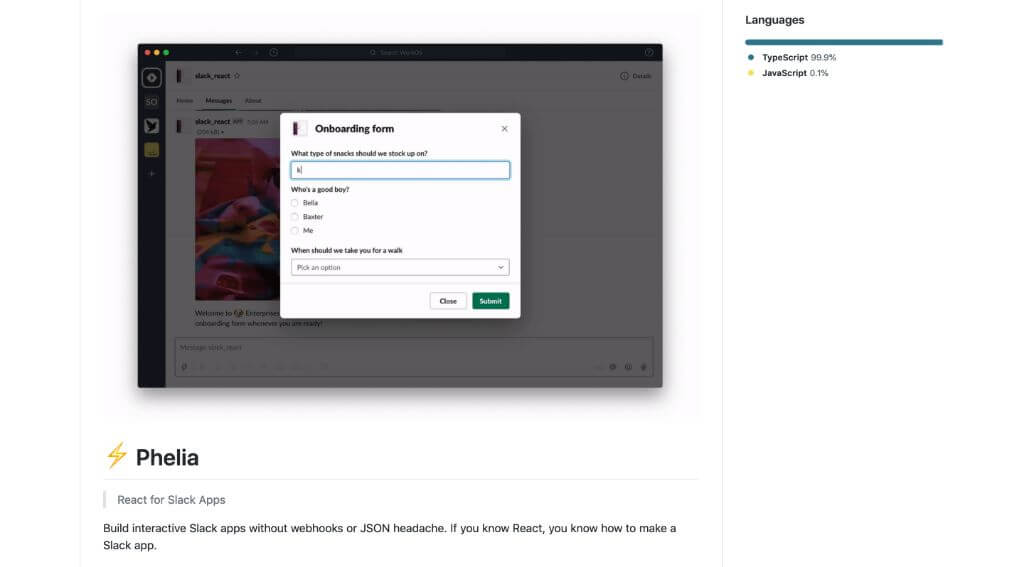 Search WorkOS
slack_react ☆
Details
SO
Home Messages About
slack_react APP 7:06 AM
Onboarding form
What type of snacks should we stock up on?
k
Who's a good boy?
Bella
Baxter
Me
When should we take you for a walk
Pick an option
Close Submit
Welcome to Enterprises
onboarding form whenever you are ready!
Message slack_react
⚡ Phelia
React for Slack Apps
Build interactive Slack apps without webhooks or JSON headache. If you know React, you know how to make a
Slack app.
Languages
TypeScript 99.9%
JavaScript 0.1%